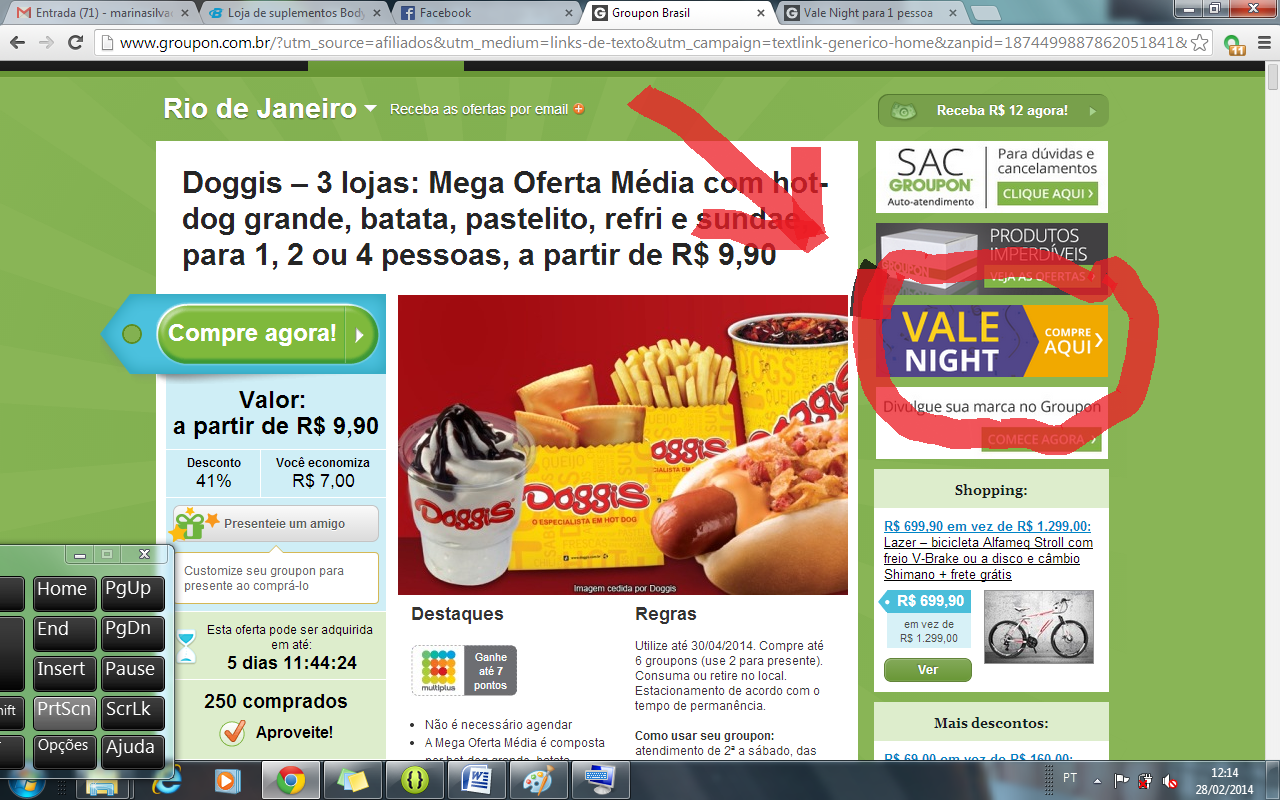 Entrada (71) - marinasilva
Loja de suplementos Body
Facebook
Groupon Brasil
Vale Night para 1 pessoa
www.groupon.com.br/?utm_source=afiliados&utm_medium=links-de-texto&utm_campaign=textlink-generico-home&zanpid=1874499887862051841&
11
Rio de Janeiro
Receba as ofertas por email
Receba R$ 12 agora!
Doggis – 3 lojas: Mega Oferta Média com hot-
dog grande, batata, pastelito, refri e sundae
para 1, 2 ou 4 pessoas, a partir de R$ 9,90
Compre agora!
Valor:
a partir de R$ 9,90
Desconto
41%
Você economiza
R$ 7,00
Presenteie um amigo
Customize seu groupon para
presente ao comprá-lo
Esta oferta pode ser adquirida
em até:
5 dias 11:44:24
250 comprados
Aproveite!
QUEIJO
Doggis
ESPECIALISTA EM HOT DOG
Doggis
Doggis
O ESPECIALISTA EM HOT DOG
Imagem cedida por Doggis
Destaques
multiplus
Ganhe
até 7
pontos
Não é necessário agendar
A Mega Oferta Média é composta
por hot dog grande, batata,
Regras
Utilize até 30/04/2014. Compre até
6 groupons (use 2 para presente).
Consuma ou retire no local.
Estacionamento de acordo com o
tempo de permanência.
Como usar seu groupon:
atendimento de 2ª a sábado, das
SAC
GROUPON
Auto-atendimento
Para dúvidas e
cancelamentos
CLIQUE AQUI
GROUPON
PRODUTOS
IMPERDÍVEIS
VEJA AS OFERTAS
VALE
NIGHT
COMPRE
AQUI
Divulgue sua marca no Groupon
COMECE AGORA
Shopping:
R$ 699,90 em vez de R$ 1.299,00:
Lazer – bicicleta Alfameq Stroll com
freio V-Brake ou a disco e câmbio
Shimano + frete grátis
R$ 699,90
em vez de
R$ 1.299,00
Ver
Mais descontos:
R$ 69,00 em vez de R$ 160,00:
Home
PgUp
End
PgDn
Insert
Pause
PrtScn
ScrLk
Opções
Ajuda
PT
12:14
28/02/2014